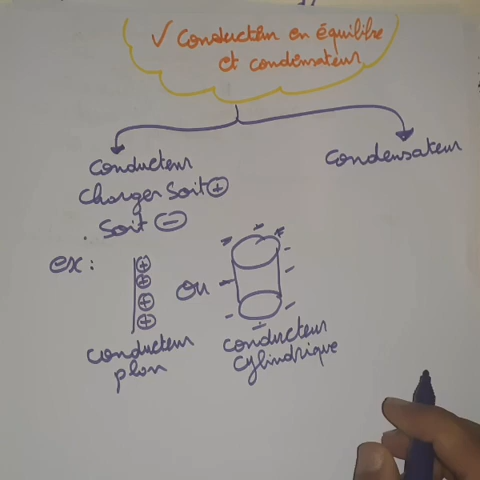 ✓ Conducteur en équilibre
et condensateur
Conducteur
Charger soit ⊕
soit ⊖
Condensateur
ex :
⊕
⊕
⊕
⊕
ou
conducteur
plan
conducteur
cylindrique